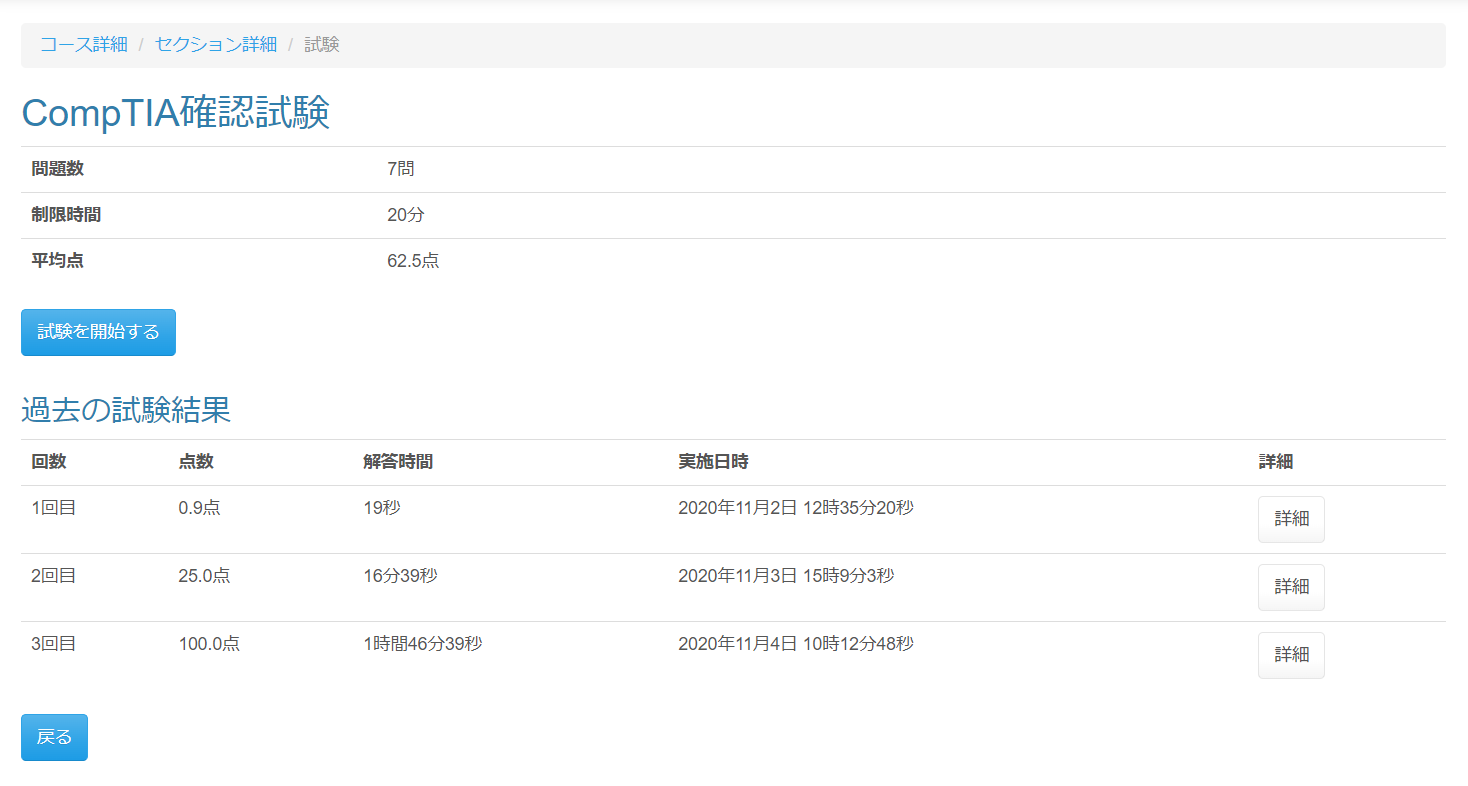 コース詳細 / セクション詳細 / 試験
CompTIA確認試験
問題数 7問
制限時間 20分
平均点 62.5点
試験を開始する
過去の試験結果
回数 点数 解答時間 実施日時 詳細
1回目 0.9点 19秒 2020年11月2日 12時35分20秒 詳細
2回目 25.0点 16分39秒 2020年11月3日 15時9分3秒 詳細
3回目 100.0点 1時間46分39秒 2020年11月4日 10時12分48秒 詳細
戻る